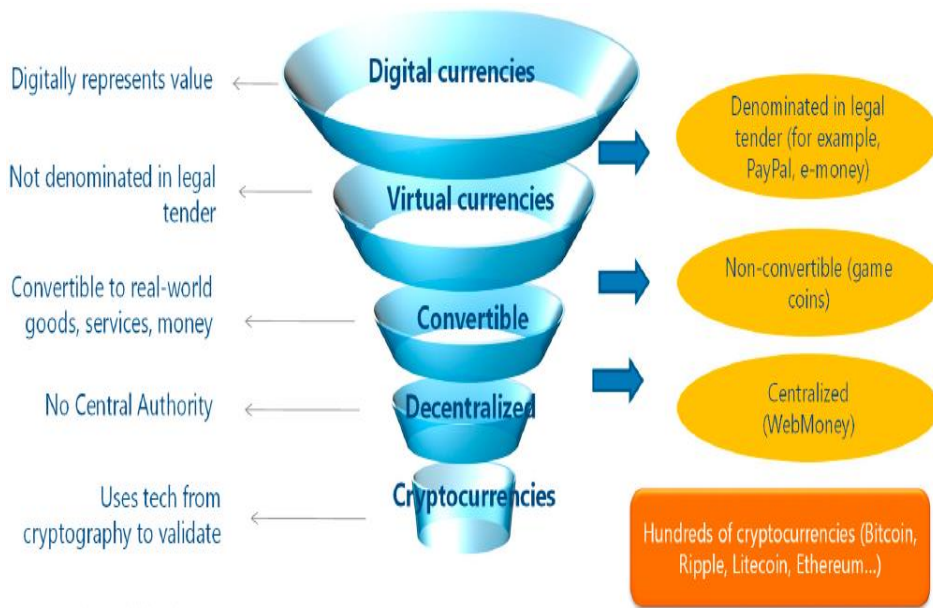 Digital currencies
Digitally represents value
Denominated in legal
tender (for example,
PayPal, e-money)
Not denominated in legal
tender
Virtual currencies
Non-convertible (game
coins)
Convertible to real-world
goods, services, money
Convertible
Centralized
(WebMoney)
No Central Authority
Decentralized
Uses tech from
cryptography to validate
Cryptocurrencies
Hundreds of cryptocurrencies (Bitcoin,
Ripple, Litecoin, Ethereum...)